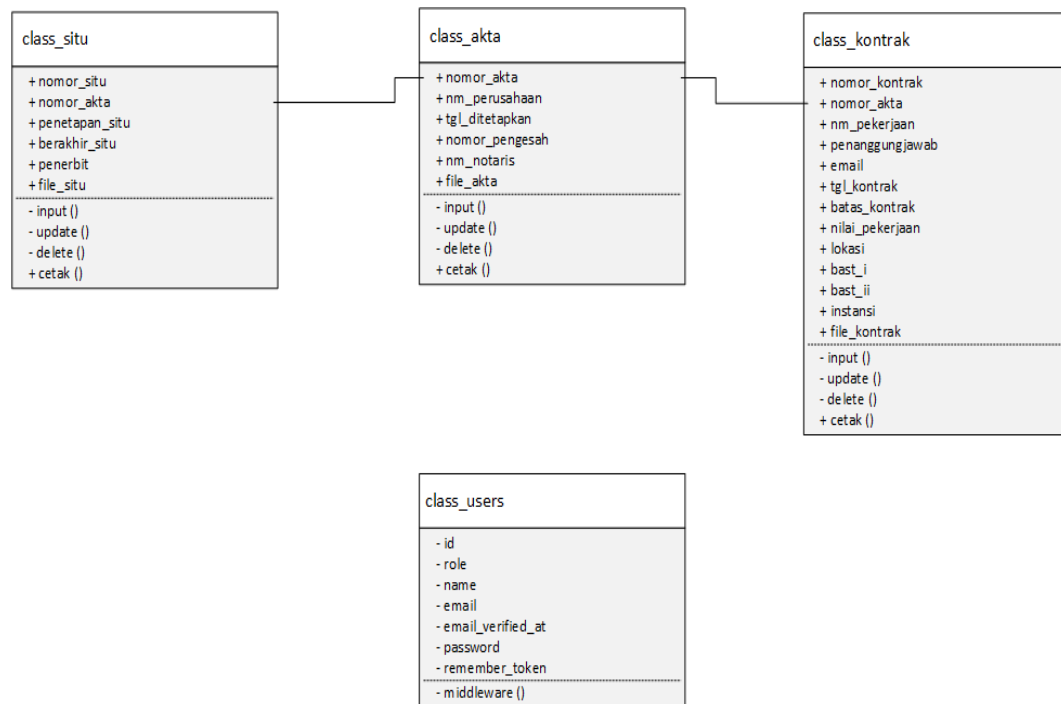 class_situ
+ nomor_situ
+ nomor_akta
+ penetapan_situ
+ berakhir_situ
+ penerbit
+ file_situ
- input ()
- update ()
- delete ()
+ cetak ()
class_akta
+ nomor_akta
+ nm_perusahaan
+ tgl_ditetapkan
+ nomor_pengesah
+ nm_notaris
+ file_akta
- input ()
- update ()
- delete ()
+ cetak ()
class_kontrak
+ nomor_kontrak
+ nomor_akta
+ nm_pekerjaan
+ penanggungjawab
+ email
+ tgl_kontrak
+ batas_kontrak
+ nilai_pekerjaan
+ lokasi
+ bast_i
+ bast_ii
+ instansi
+ file_kontrak
- input ()
- update ()
- delete ()
+ cetak ()
class_users
- id
- role
- name
- email
- email_verified_at
- password
- remember_token
- middleware ()